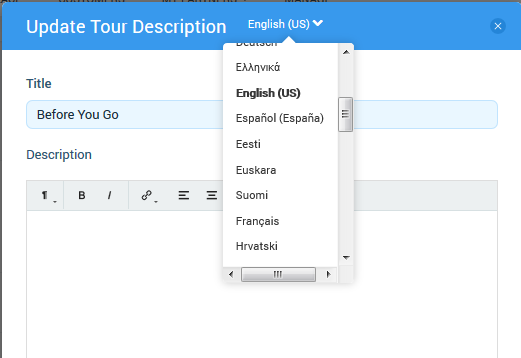 Update Tour Description
English (US)
Deutsch
Ελληνικά
English (US)
Español (España)
Eesti
Euskara
Suomi
Français
Hrvatski
Title
Before You Go
Description
¶
B
I